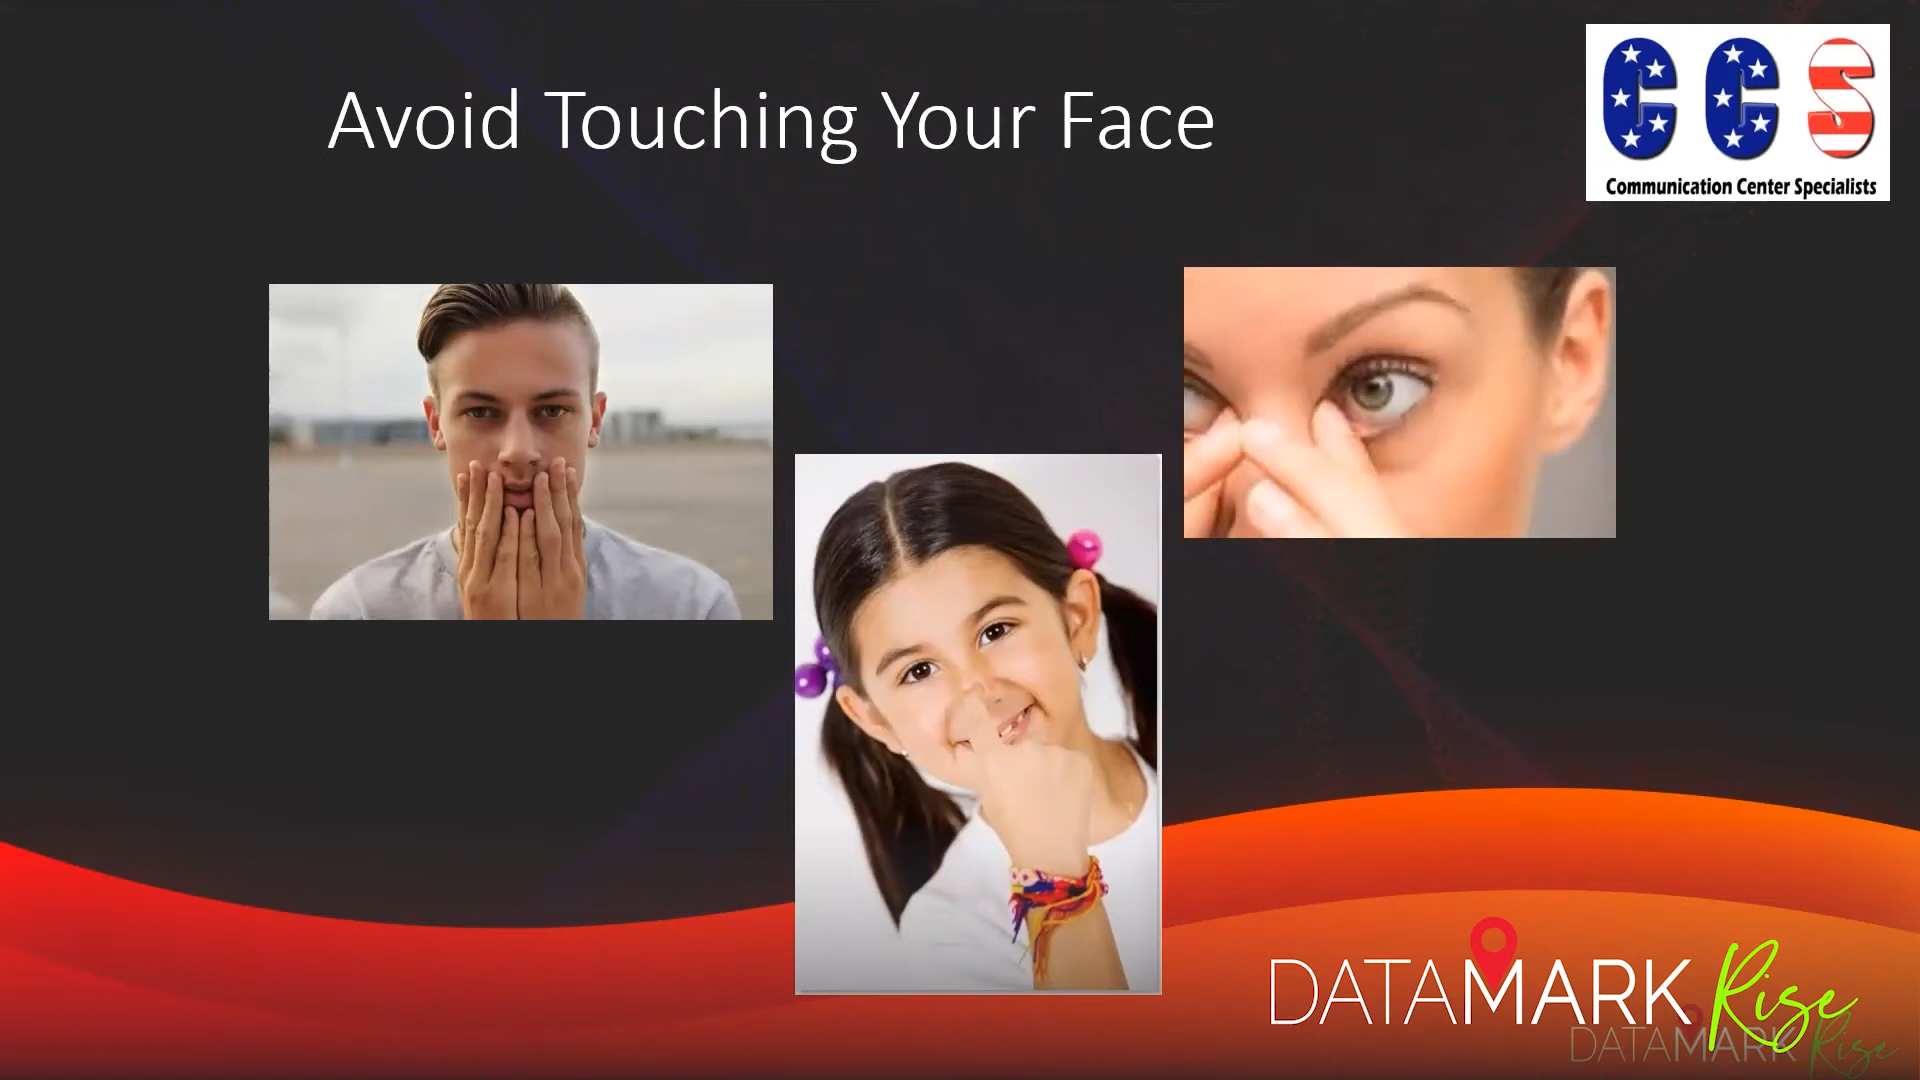 Avoid Touching Your Face
CCS
Communication Center Specialists
DATAMARK Rise
DATAMARK Rise